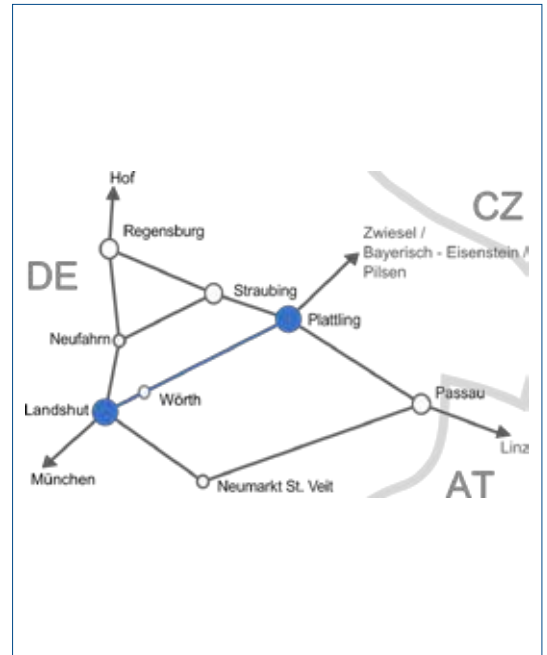 Hof
CZ
Regensburg
Zwiesel /
Bayerisch - Eisenstein /
Pilsen
DE
Straubing
Plattling
Neufahrn
Wörth
Passau
Landshut
Linz
München
Neumarkt St. Veit
AT